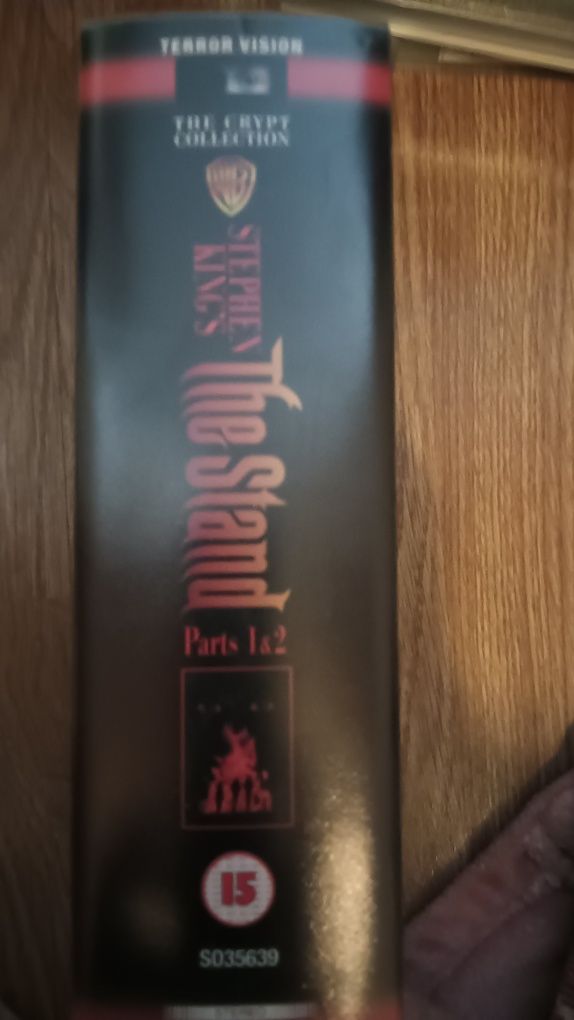 TERROR VISION
THE CRYPT
COLLECTION
STEPHEN
KING'S
The Stand
Parts 1&2
15
S035639